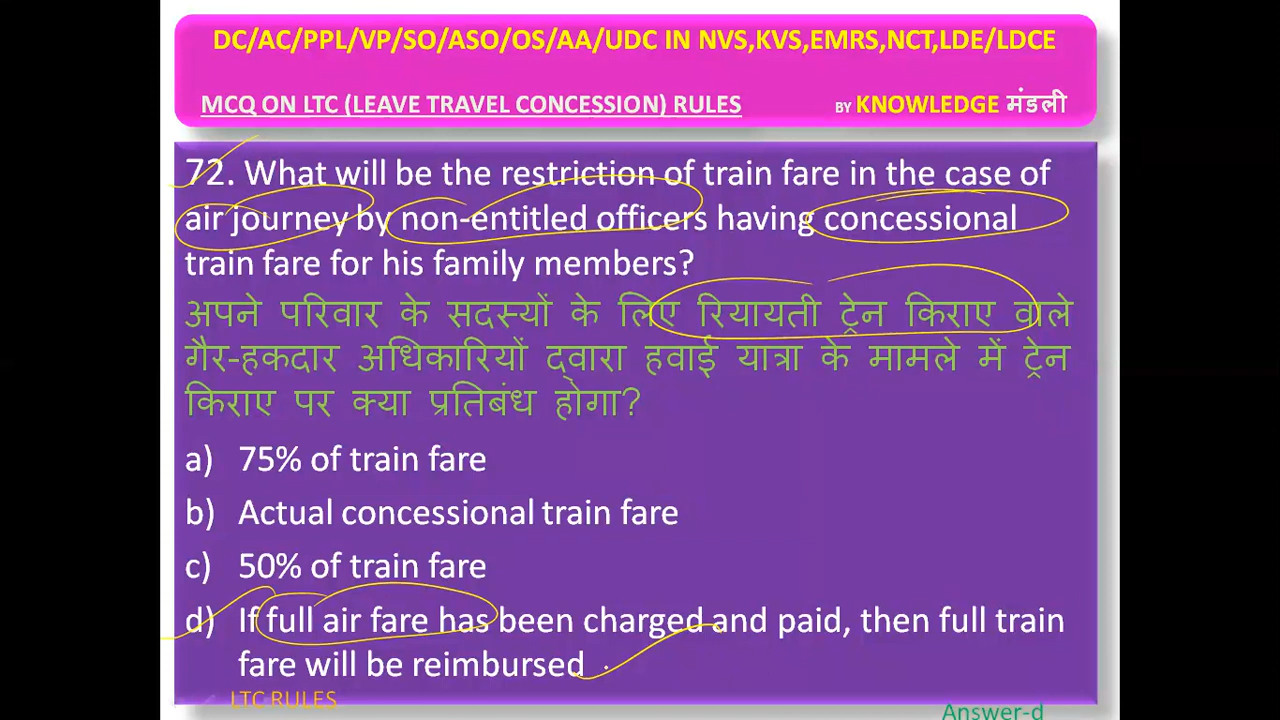 DC/AC/PPL/VP/SO/ASO/OS/AA/UDC IN NVS,KVS,EMRS,NCT,LDE/LDCE
MCQ ON LTC (LEAVE TRAVEL CONCESSION) RULES BY KNOWLEDGE मंडली
72. What will be the restriction of train fare in the case of
air journey by non-entitled officers having concessional
train fare for his family members?
अपने परिवार के सदस्यों के लिए रियायती ट्रेन किराए वाले
गैर-हकदार अधिकारियों द्वारा हवाई यात्रा के मामले में ट्रेन
किराए पर क्या प्रतिबंध होगा?
a) 75% of train fare
b) Actual concessional train fare
c) 50% of train fare
d) If full air fare has been charged and paid, then full train
fare will be reimbursed
LTC RULES
Answer-d